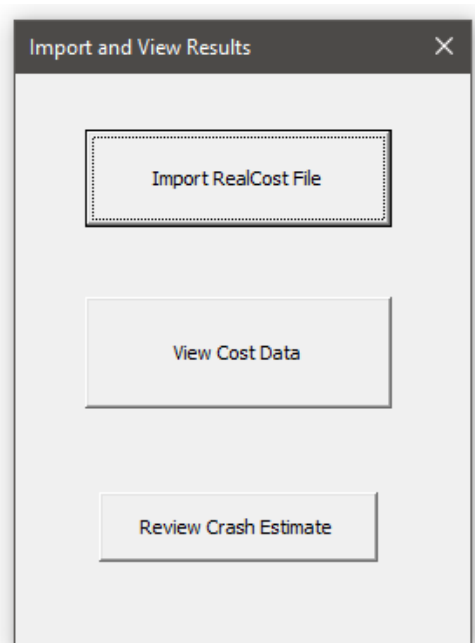 Import and View Results
Import RealCost File
View Cost Data
Review Crash Estimate